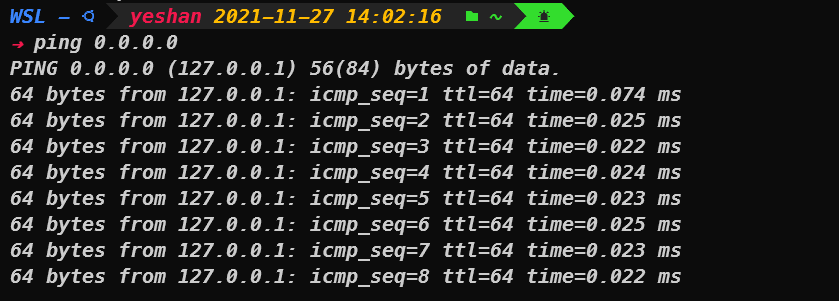 WSL — yeshan 2021-11-27 14:02:16 ~
→ ping 0.0.0.0
PING 0.0.0.0 (127.0.0.1) 56(84) bytes of data.
64 bytes from 127.0.0.1: icmp_seq=1 ttl=64 time=0.074 ms
64 bytes from 127.0.0.1: icmp_seq=2 ttl=64 time=0.025 ms
64 bytes from 127.0.0.1: icmp_seq=3 ttl=64 time=0.022 ms
64 bytes from 127.0.0.1: icmp_seq=4 ttl=64 time=0.024 ms
64 bytes from 127.0.0.1: icmp_seq=5 ttl=64 time=0.023 ms
64 bytes from 127.0.0.1: icmp_seq=6 ttl=64 time=0.025 ms
64 bytes from 127.0.0.1: icmp_seq=7 ttl=64 time=0.023 ms
64 bytes from 127.0.0.1: icmp_seq=8 ttl=64 time=0.022 ms